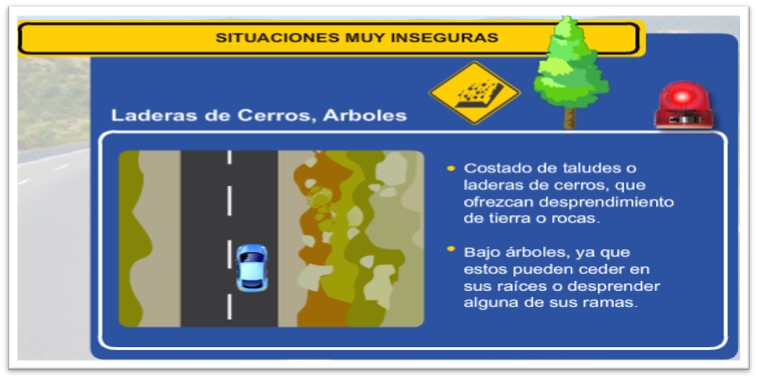 SITUACIONES MUY INSEGURAS
Laderas de Cerros, Arboles
Costado de taludes o
laderas de cerros, que
ofrezcan desprendimiento
de tierra o rocas.
Bajo árboles, ya que
estos pueden ceder en
sus raíces o desprender
alguna de sus ramas.